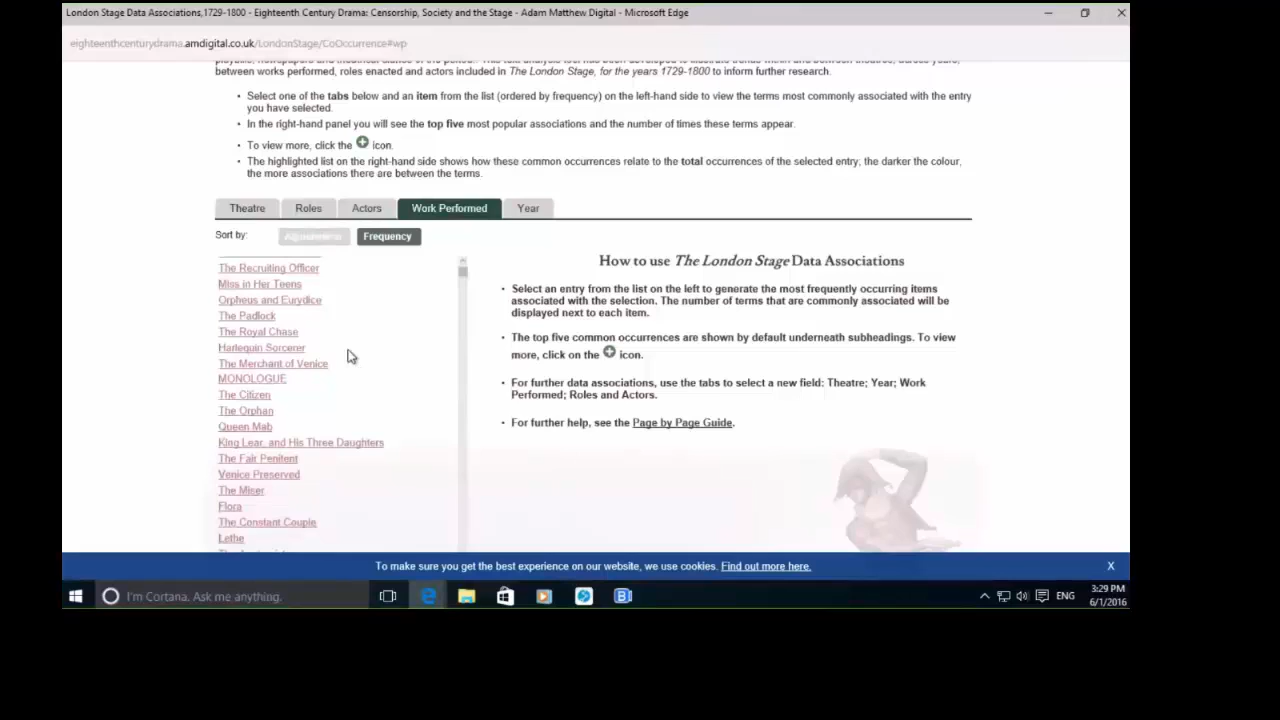 London Stage Data Associations,1729-1800 - Eighteenth Century Drama: Censorship, Society and the Stage - Adam Matthew Digital - Microsoft Edge
eighteenthcenturydrama.amdigital.co.uk/LondonStage/CoOccurrence#wp
between works performed, roles enacted and actors included in The London Stage, for the years 1729-1800 to inform further research.
• Select one of the tabs below and an item from the list (ordered by frequency) on the left-hand side to view the terms most commonly associated with the entry
you have selected.
• In the right-hand panel you will see the top five most popular associations and the number of times these terms appear.
• To view more, click the icon.
• The highlighted list on the right-hand side shows how these common occurrences relate to the total occurrences of the selected entry; the darker the colour,
the more associations there are between the terms.
Theatre Roles Actors Work Performed Year
Sort by: Frequency
The Recruiting Officer
Miss in Her Teens
Orpheus and Eurydice
The Padlock
The Royal Chase
Harlequin Sorcerer
The Merchant of Venice
MONOLOGUE
The Citizen
The Orphan
Queen Mab
King Lear, and His Three Daughters
The Fair Penitent
Venice Preserved
The Miser
Flora
The Constant Couple
Lethe
How to use The London Stage Data Associations
• Select an entry from the list on the left to generate the most frequently occurring items
associated with the selection. The number of terms that are commonly associated will be
displayed next to each item.
• The top five common occurrences are shown by default underneath subheadings. To view
more, click on the icon.
• For further data associations, use the tabs to select a new field: Theatre; Year; Work
Performed; Roles and Actors.
• For further help, see the Page by Page Guide.
To make sure you get the best experience on our website, we use cookies. Find out more here. X
I'm Cortana. Ask me anything.
ENG
3:29 PM
6/1/2016